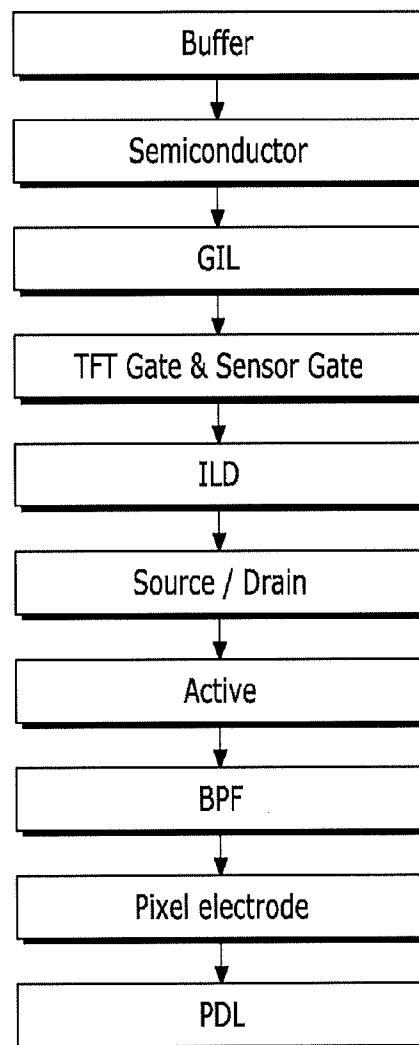 Buffer
Semiconductor
GIL
TFT Gate & Sensor Gate
ILD
Source / Drain
Active
BPF
Pixel electrode
PDL